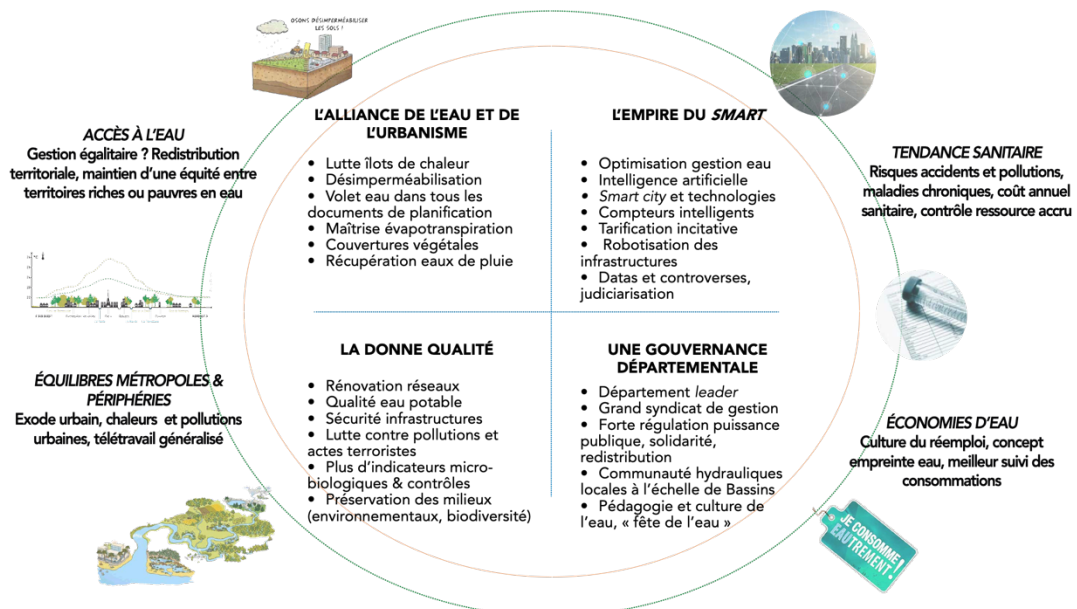 OSONS DÉSIMPERMÉABILISER
LES SOLS !
ACCÈS À L'EAU
Gestion égalitaire ? Redistribution
territoriale, maintien d'une équité entre
territoires riches ou pauvres en eau
L'ALLIANCE DE L'EAU ET DE
L'URBANISME
• Lutte îlots de chaleur
• Désimperméabilisation
• Volet eau dans tous les
documents de planification
• Maîtrise évapotranspiration
• Couvertures végétales
• Récupération eaux de pluie
L'EMPIRE DU SMART
• Optimisation gestion eau
• Intelligence artificielle
• Smart city et technologies
• Compteurs intelligents
• Tarification incitative
• Robotisation des
infrastructures
• Datas et controverses,
judiciarisation
TENDANCE SANITAIRE
Risques accidents et pollutions,
maladies chroniques, coût annuel
sanitaire, contrôle ressource accru
ÉQUILIBRES MÉTROPOLES &
PÉRIPHÉRIES
Exode urbain, chaleurs et pollutions
urbaines, télétravail généralisé
LA DONNE QUALITÉ
• Rénovation réseaux
• Qualité eau potable
• Sécurité infrastructures
• Lutte contre pollutions et
actes terroristes
• Plus d'indicateurs micro-
biologiques & contrôles
• Préservation des milieux
(environnementaux, biodiversité)
UNE GOUVERNANCE
DÉPARTEMENTALE
• Département leader
• Grand syndicat de gestion
• Forte régulation puissance
publique, solidarité,
redistribution
• Communauté hydrauliques
locales à l'échelle de Bassins
• Pédagogie et culture de
l'eau, « fête de l'eau »
ÉCONOMIES D'EAU
Culture du réemploi, concept
empreinte eau, meilleur suivi des
consommations
JE CONSOMME
EAUTREMENT !